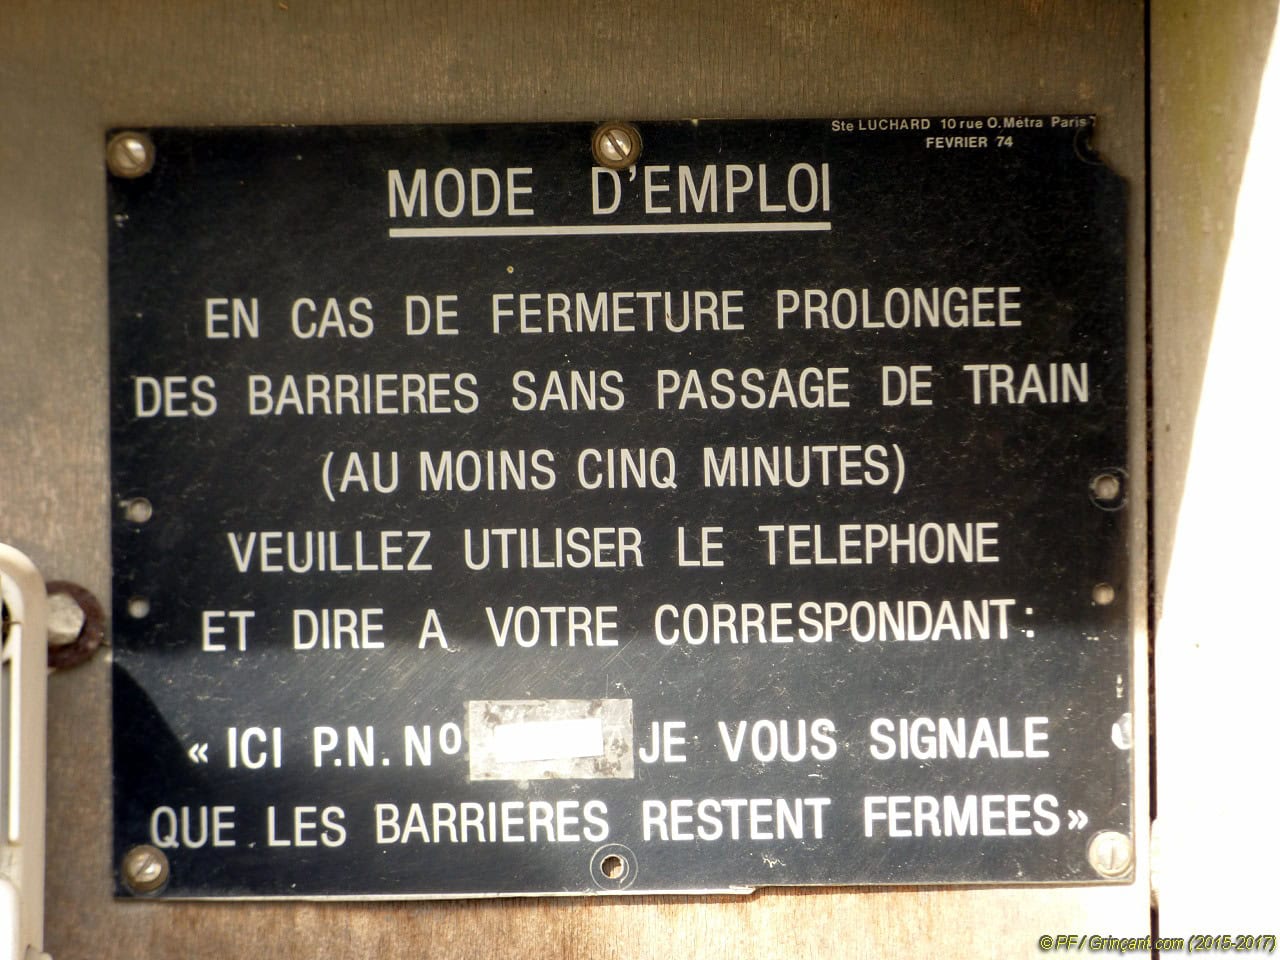 Ste LUCHARD 10 rue O. Métra Paris
FEVRIER 74
MODE D'EMPLOI
EN CAS DE FERMETURE PROLONGEE
DES BARRIERES SANS PASSAGE DE TRAIN
(AU MOINS CINQ MINUTES)
VEUILLEZ UTILISER LE TELEPHONE
ET DIRE A VOTRE CORRESPONDANT :
« ICI P.N. Nº JE VOUS SIGNALE
QUE LES BARRIERES RESTENT FERMEES »
©PF/ Grinçant.com (2015-2017)